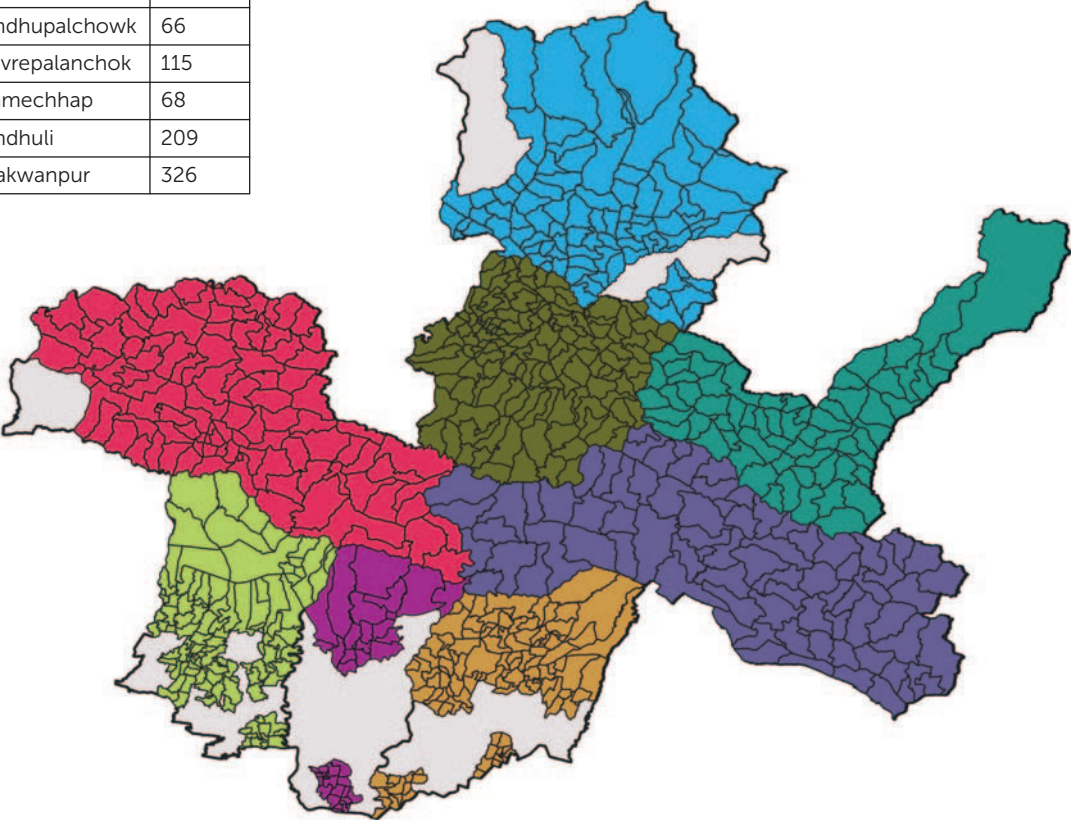 ndhupalchowk 66
vrepalanchok 115
mechhap 68
ndhuli 209
akwanpur 326